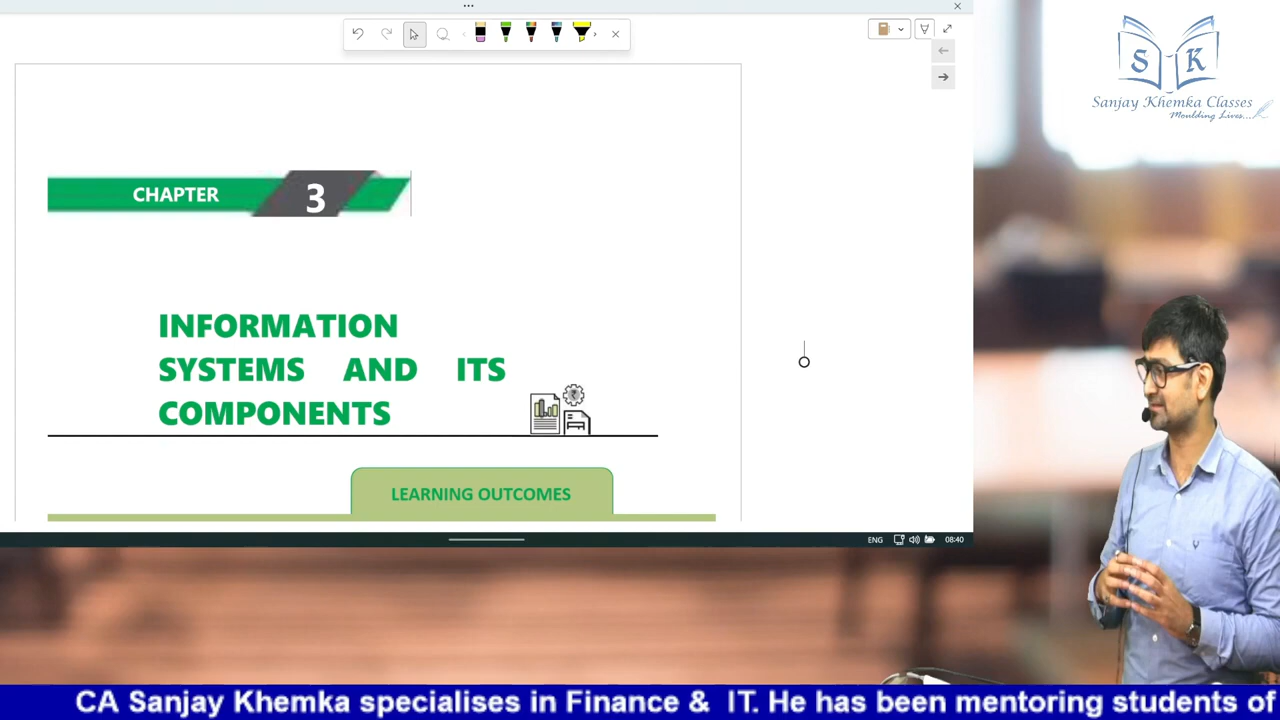 S K
Sanjay Khemka Classes
Moulding Lives...
CHAPTER 3
INFORMATION
SYSTEMS AND ITS
COMPONENTS
LEARNING OUTCOMES
ENG 08:40
CA Sanjay Khemka specialises in Finance & IT. He has been mentoring students of